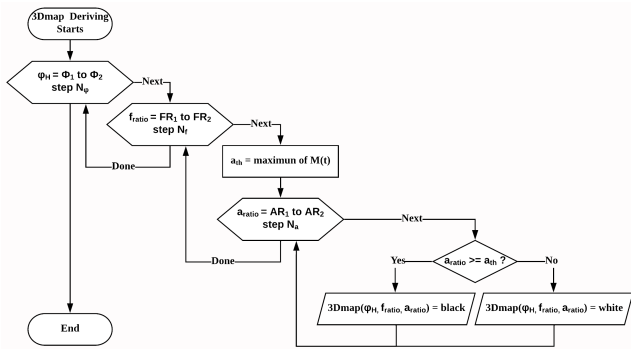 3Dmap Deriving
Starts
φH = Φ1 to Φ2
step Nφ
Next
fratio = FR1 to FR2
step Nf
Next
Done
ath = maximun of M(t)
aratio = AR1 to AR2
step Na
Next
Done
aratio >= ath ?
Yes
No
3Dmap(φH, fratio, aratio) = black
3Dmap(φH, fratio, aratio) = white
End